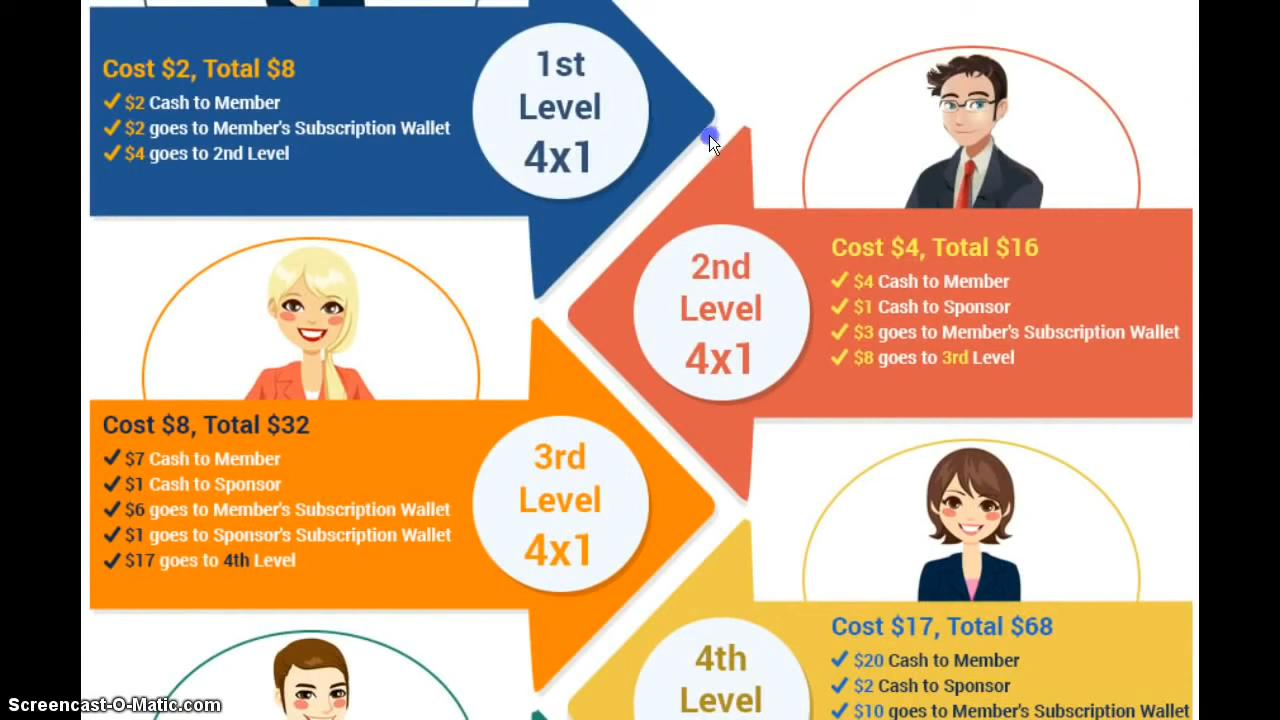 Cost $2, Total $8
$2 Cash to Member
$2 goes to Member's Subscription Wallet
$4 goes to 2nd Level
1st
Level
4x1
Cost $4, Total $16
$4 Cash to Member
$1 Cash to Sponsor
$3 goes to Member's Subscription Wallet
$8 goes to 3rd Level
2nd
Level
4x1
Cost $8, Total $32
$7 Cash to Member
$1 Cash to Sponsor
$6 goes to Member's Subscription Wallet
$1 goes to Sponsor's Subscription Wallet
$17 goes to 4th Level
3rd
Level
4x1
Cost $17, Total $68
$20 Cash to Member
$2 Cash to Sponsor
$10 goes to Member's Subscription Wallet
4th
Level
Screencast-O-Matic.com